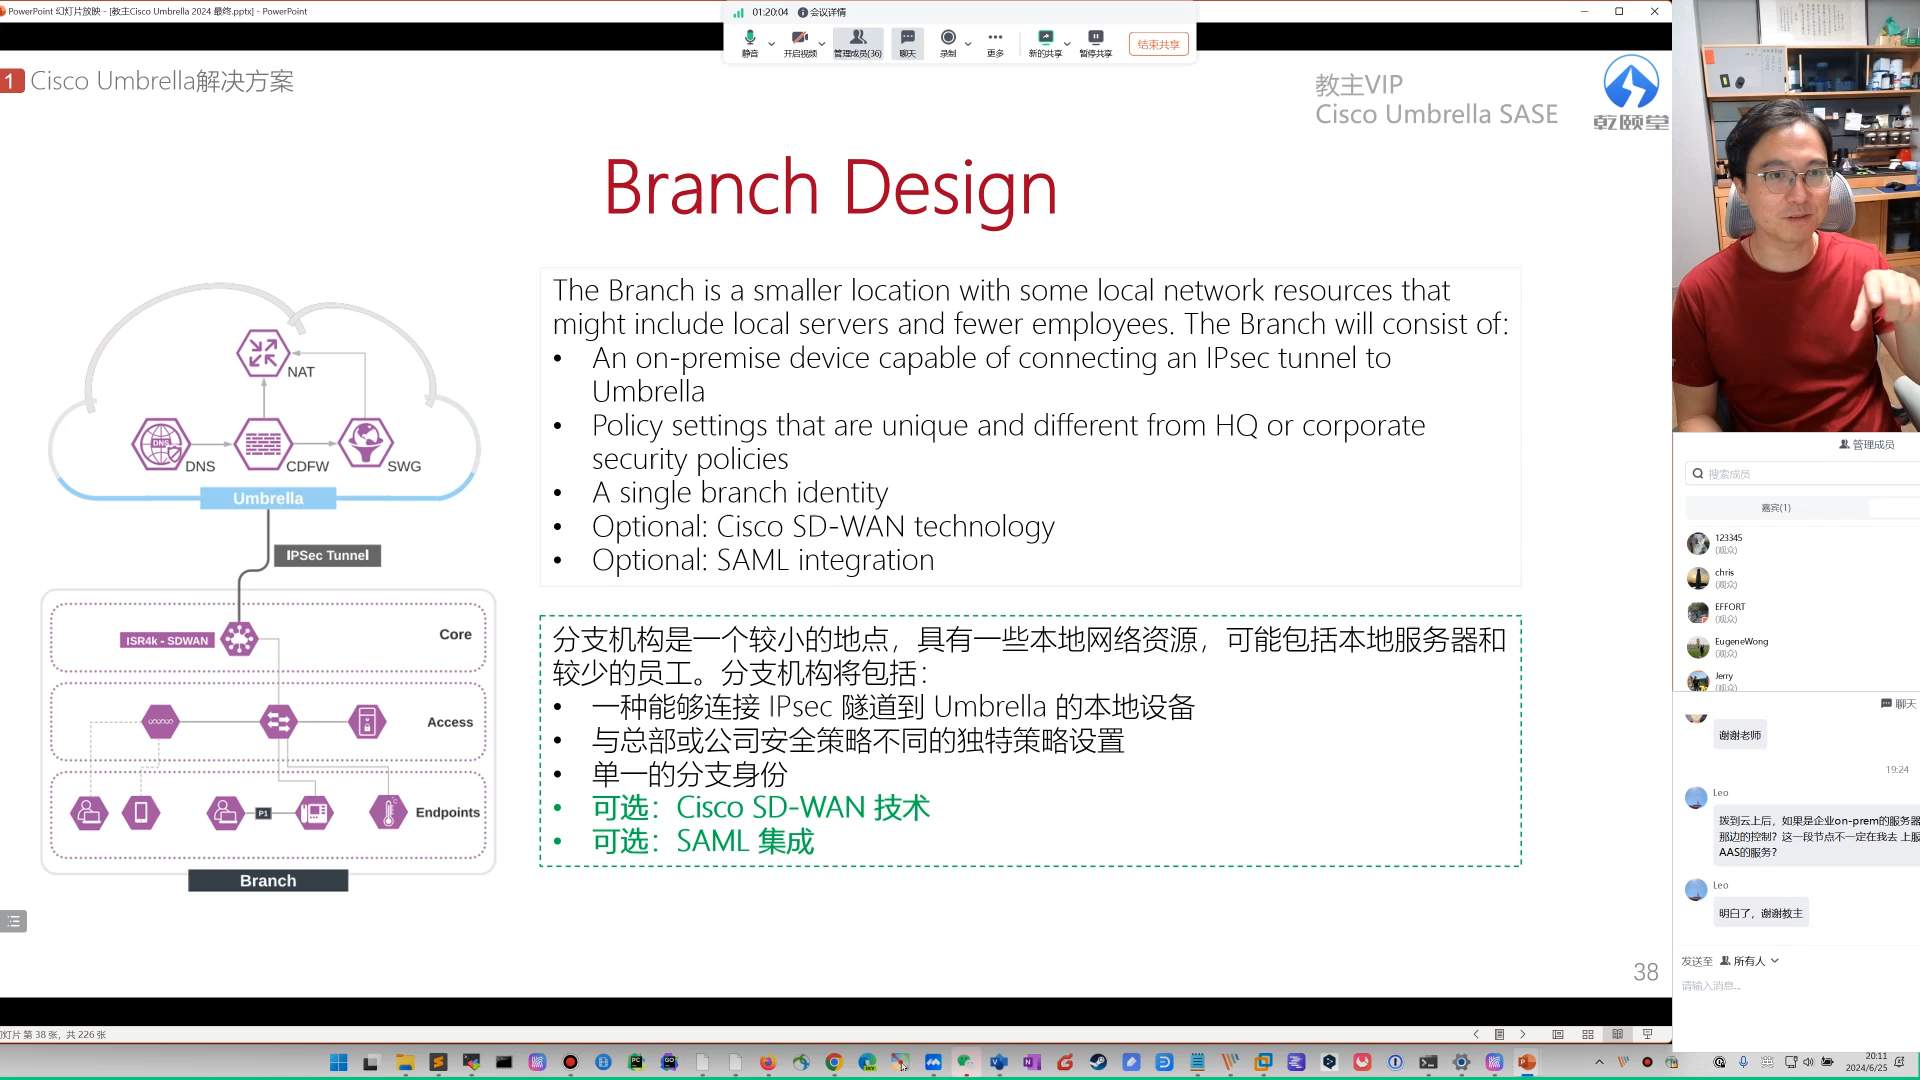 PowerPoint 幻灯片放映 - [教主Cisco Umbrella 2024 最终.pptx] - PowerPoint
01:20:04 会议详情
静音 开启视频 管理成员(36) 聊天 录制 更多 新的共享 暂停共享 结束共享
1 Cisco Umbrella解决方案
教主VIP
Cisco Umbrella SASE
乾颐堂
Branch Design
The Branch is a smaller location with some local network resources that
might include local servers and fewer employees. The Branch will consist of:
• An on-premise device capable of connecting an IPsec tunnel to
Umbrella
• Policy settings that are unique and different from HQ or corporate
security policies
• A single branch identity
• Optional: Cisco SD-WAN technology
• Optional: SAML integration
分支机构是一个较小的地点，具有一些本地网络资源，可能包括本地服务器和
较少的员工。分支机构将包括：
• 一种能够连接 IPsec 隧道到 Umbrella 的本地设备
• 与总部或公司安全策略不同的独特策略设置
• 单一的分支身份
• 可选：Cisco SD-WAN 技术
• 可选：SAML 集成
NAT
DNS
DNS
CDFW
SWG
Umbrella
IPSec Tunnel
ISR4k - SDWAN
Core
Access
P1
Endpoints
Branch
38
灯片 第 38 张，共 226 张
管理成员
搜索成员
嘉宾(1)
123345
(观众)
chris
(观众)
EFFORT
(观众)
EugeneWong
(观众)
Jerry
(观众)
聊天
谢谢老师
19:24
Leo
拨到云上后，如果是企业on-prem的服务器
那边的控制？这一段节点不一定在我去 上服
AAS的服务？
Leo
明白了，谢谢教主
发送至 所有人
请输入消息...
20:11
2024/6/25